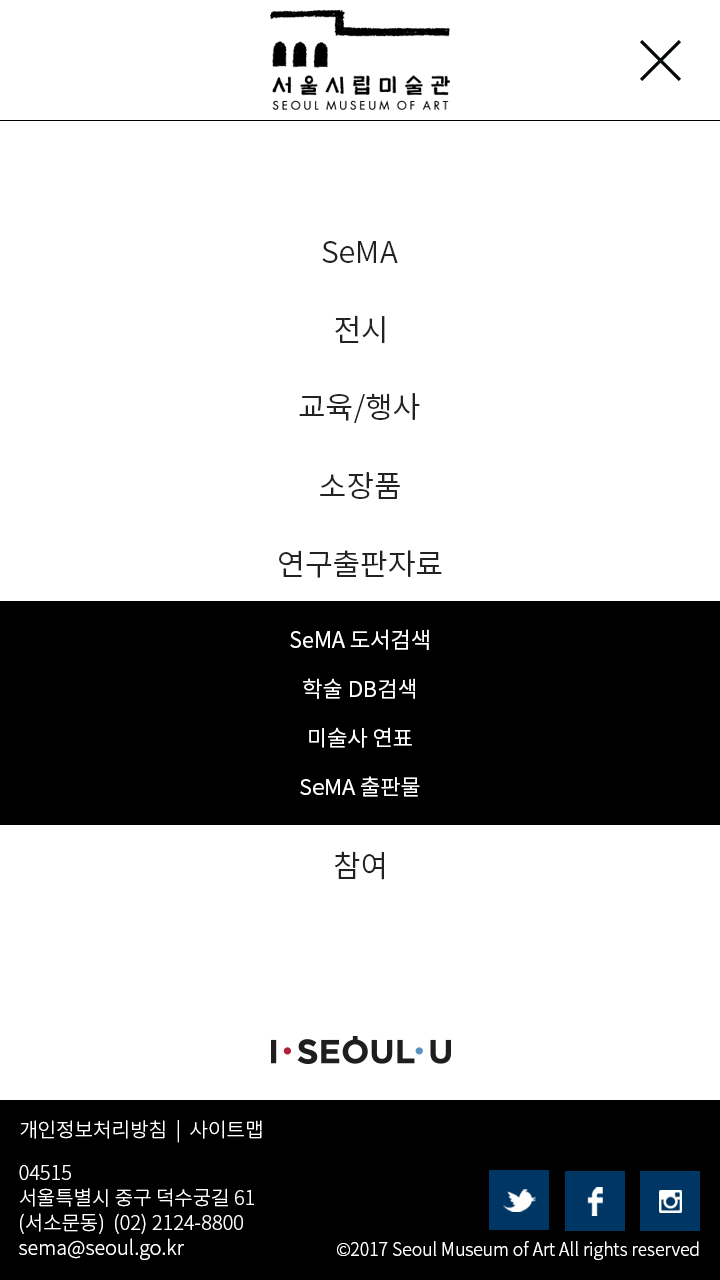 서울시립미술관
SEOUL MUSEUM OF ART
SeMA
전시
교육/행사
소장품
연구출판자료
SeMA 도서검색
학술 DB검색
미술사 연표
SeMA 출판물
참여
I·SEOUL·U
개인정보처리방침 | 사이트맵
04515
서울특별시 중구 덕수궁길 61
(서소문동) (02) 2124-8800
sema@seoul.go.kr
©2017 Seoul Museum of Art All rights reserved